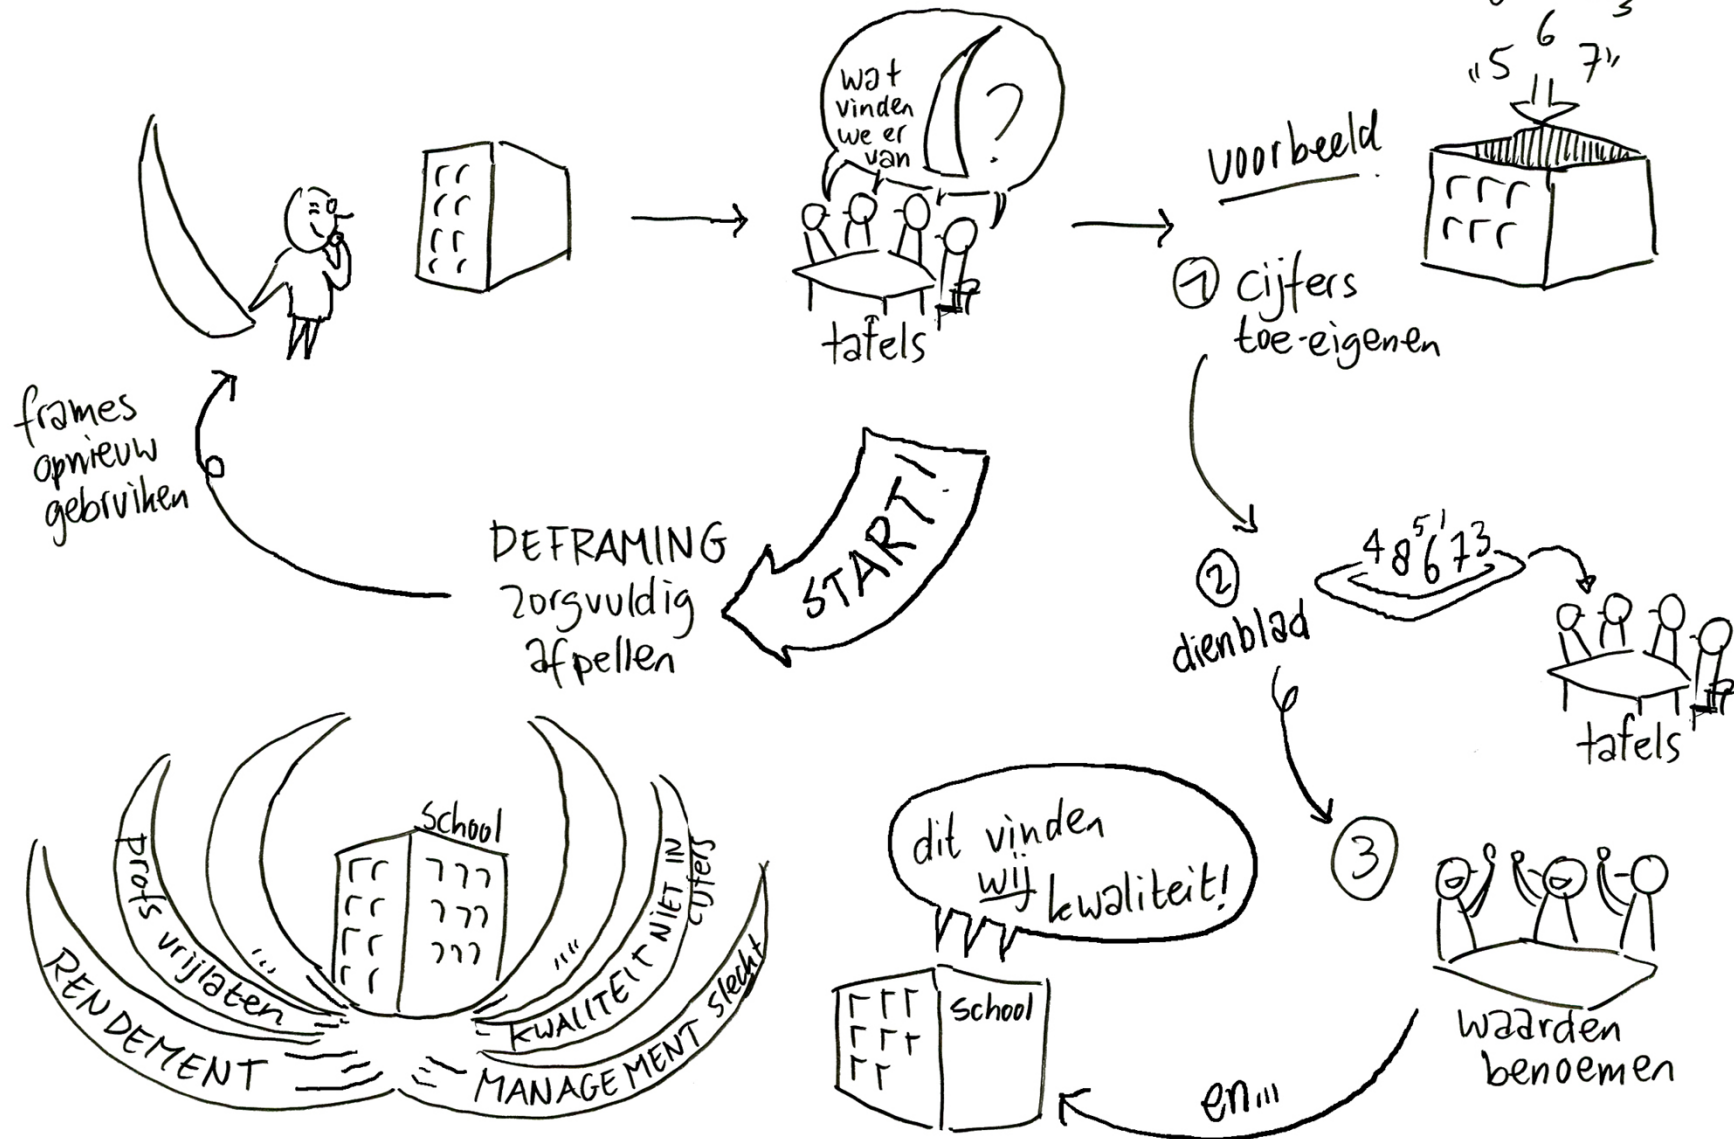 wat
vinden
we er
van
?
tafels
voorbeeld
"5 6 7"
① cijfers
toe-eigenen
frames
opnieuw
gebruiken
START!
DEFRAMING
zorgvuldig
afpellen
② 4 8 5 6 1 7 3
dienblad
tafels
③
waarden
benoemen
en...
dit vinden
wij
kwaliteit!
school
School
RENDEMENT
profs vrijlaten
....
....
KWALITEIT NIET IN
cijfers
MANAGEMENT slecht